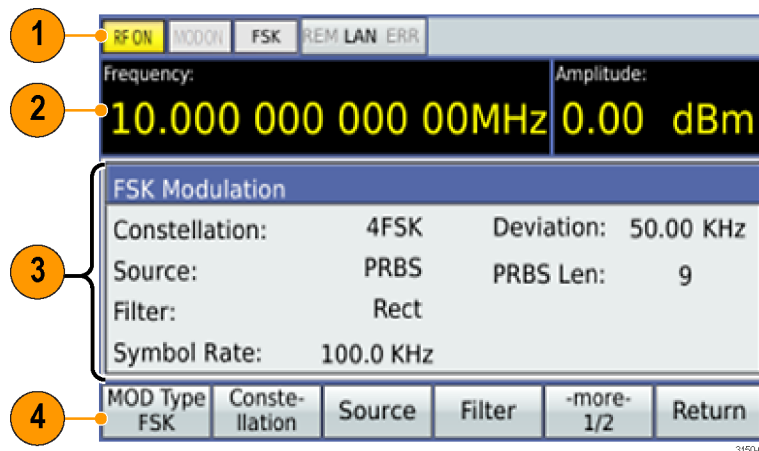 1 RF ON MOD ON FSK REM LAN ERR
Frequency: Amplitude:
2 10.000 000 000 00MHz 0.00 dBm
FSK Modulation
Constellation: 4FSK Deviation: 50.00 KHz
3 Source: PRBS PRBS Len: 9
Filter: Rect
Symbol Rate: 100.0 KHz
MOD Type Conste- Source Filter -more- Return
4 FSK llation 1/2